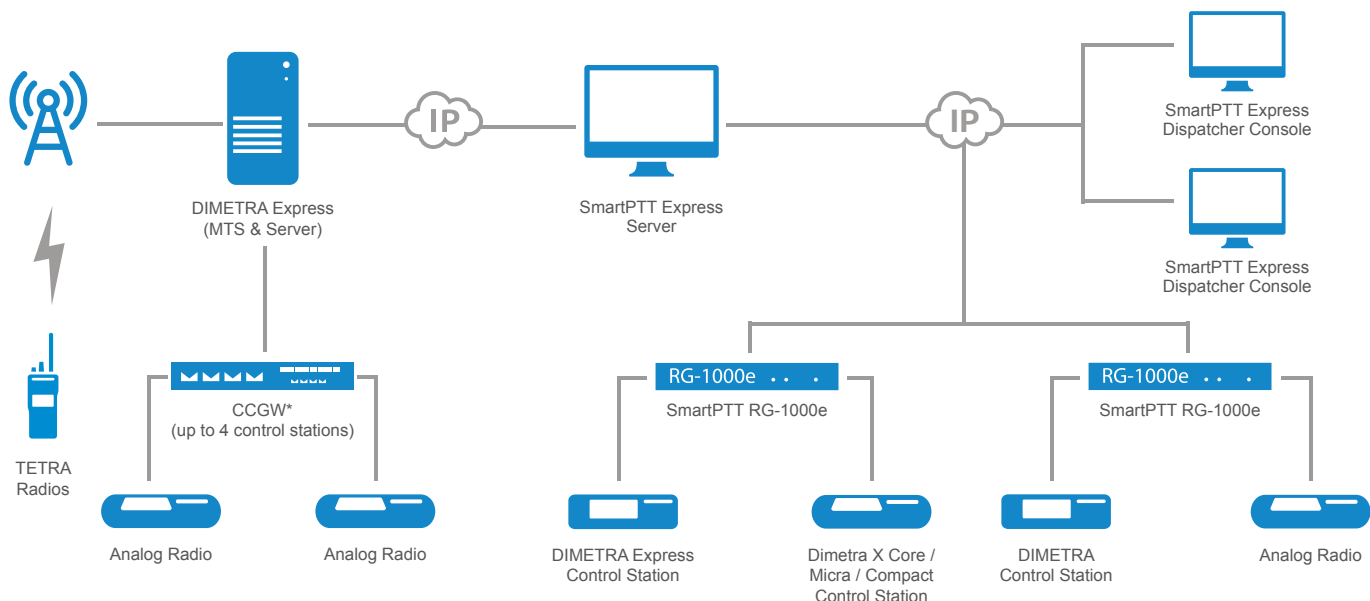 IP
IP
SmartPTT Express
Dispatcher Console
DIMETRA Express
(MTS & Server)
SmartPTT Express
Server
SmartPTT Express
Dispatcher Console
RG-1000e
SmartPTT RG-1000e
RG-1000e
SmartPTT RG-1000e
CCGW*
(up to 4 control stations)
TETRA
Radios
Analog Radio
Analog Radio
DIMETRA Express
Control Station
Dimetra X Core /
Micra / Compact
Control Station
DIMETRA
Control Station
Analog Radio